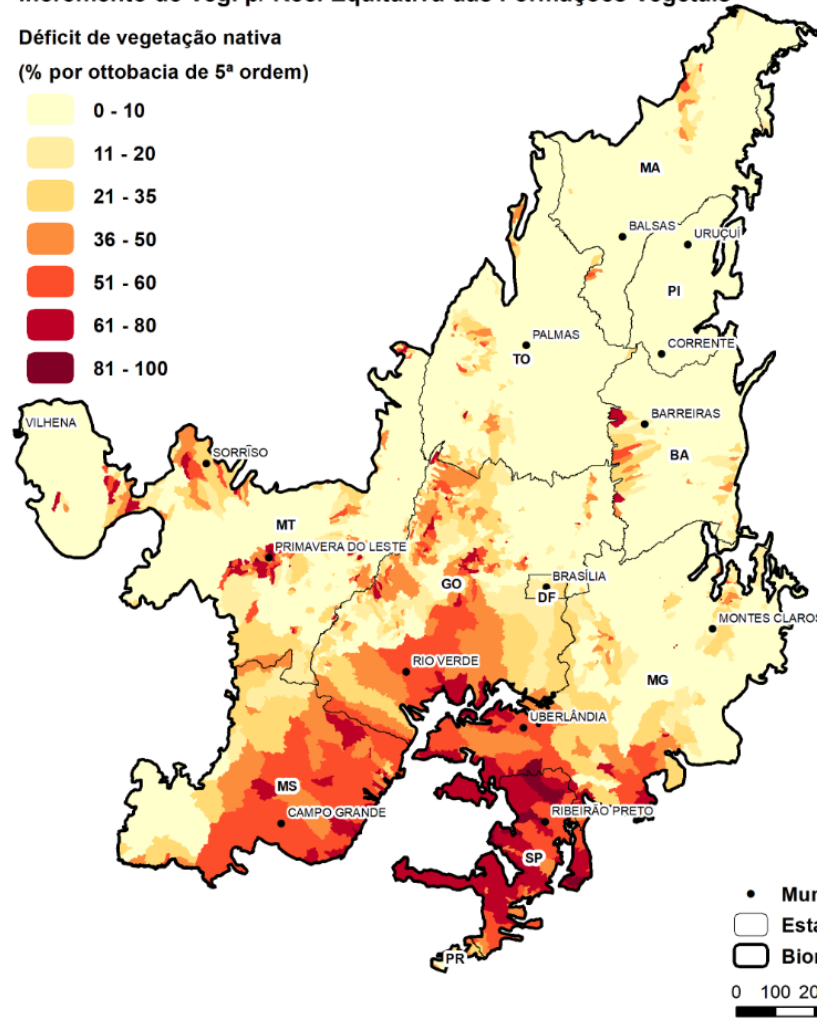 Déficit de vegetação nativa
(% por ottobacia de 5ª ordem)
0 - 10
11 - 20
21 - 35
36 - 50
51 - 60
61 - 80
81 - 100
MA
BALSAS
URUÇUÍ
PI
PALMAS
TO
CORRENTE
VILHENA
BARREIRAS
SORRISO
BA
MT
PRIMAVERA DO LESTE
BRASÍLIA
GO
DF
MONTES CLAROS
RIO VERDE
MG
UBERLÂNDIA
MS
CAMPO GRANDE
RIBEIRÃO PRETO
SP
PR
0 100